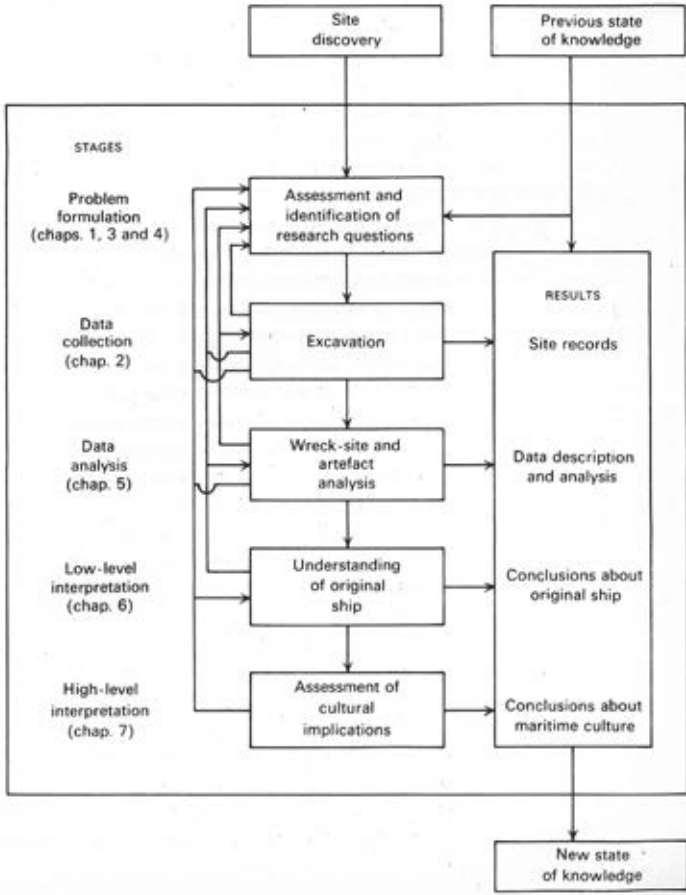 Site
discovery
Previous state
of knowledge
STAGES
Problem
formulation
(chaps. 1, 3 and 4)
Assessment and
identification of
research questions
RESULTS
Data
collection
(chap. 2)
Excavation
Site records
Data
analysis
(chap. 5)
Wreck-site and
artefact
analysis
Data description
and analysis
Low-level
interpretation
(chap. 6)
Understanding
of original
ship
Conclusions about
original ship
High-level
interpretation
(chap. 7)
Assessment of
cultural
implications
Conclusions about
maritime culture
New state
of knowledge